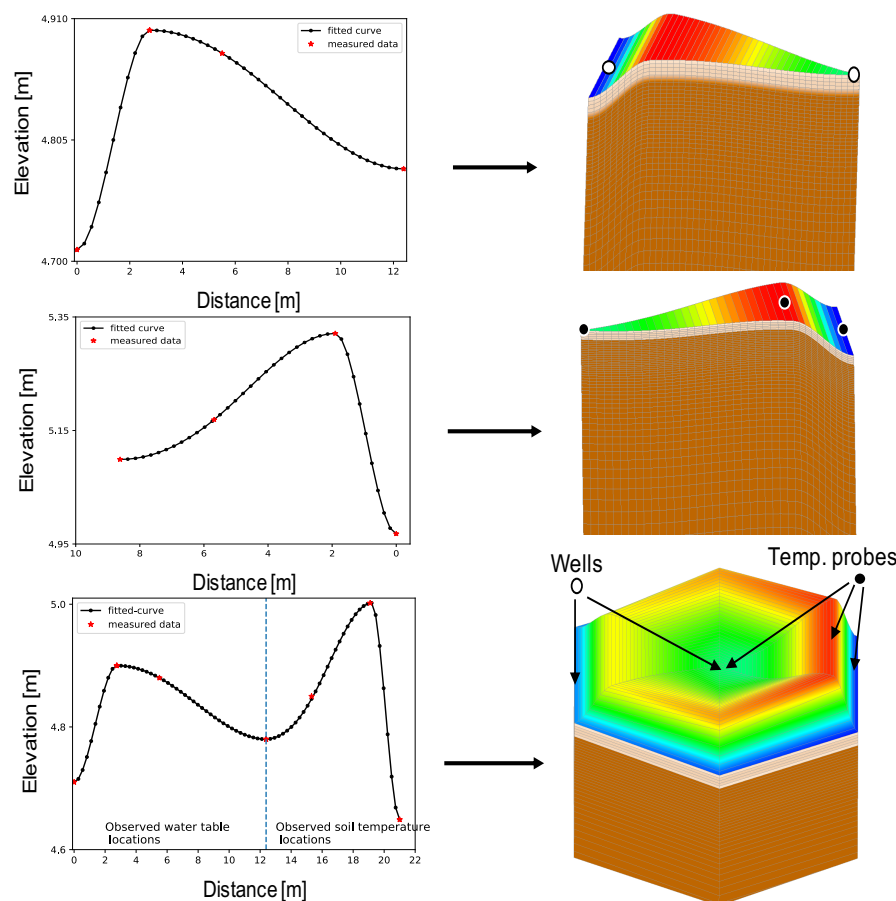 4,910
fitted curve
measured data
4,805
4,700
Elevation [m]
0 2 4 6 8 10 12
Distance [m]
5,35
fitted curve
measured data
5,15
4,95
Elevation [m]
10 8 6 4 2 0
Distance [m]
Wells
Temp. probes
5,0
fitted-curve
measured data
4,8
4,6
Elevation [m]
Observed water table
locations
Observed soil temperature
locations
0 2 4 6 8 10 12 14 16 18 20 22
Distance [m]